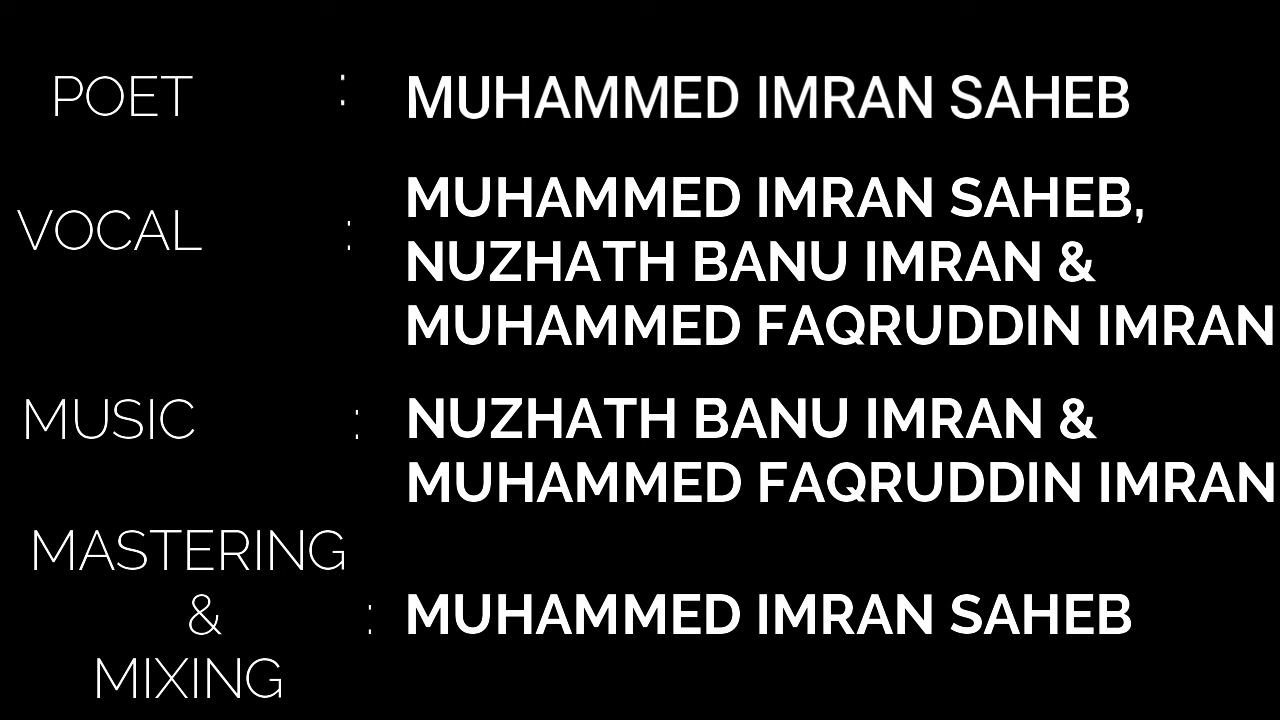 POET : MUHAMMED IMRAN SAHEB
VOCAL : MUHAMMED IMRAN SAHEB,
NUZHATH BANU IMRAN &
MUHAMMED FAQRUDDIN IMRAN
MUSIC : NUZHATH BANU IMRAN &
MUHAMMED FAQRUDDIN IMRAN
MASTERING
& : MUHAMMED IMRAN SAHEB
MIXING